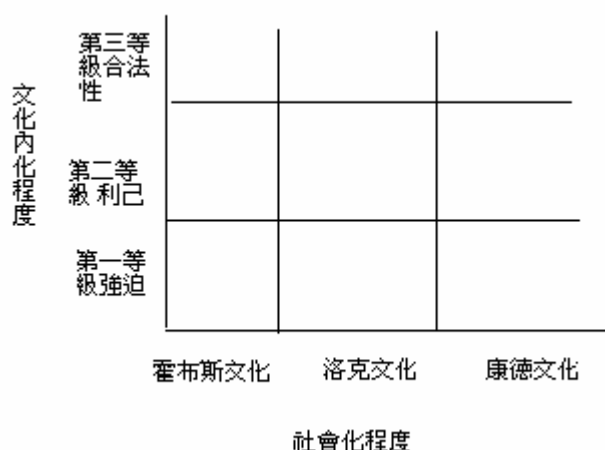 第三等
級合法
性
文化內化程度
第二等
級 利己
第一等
級強迫
霍布斯文化
洛克文化
康德文化
社會化程度